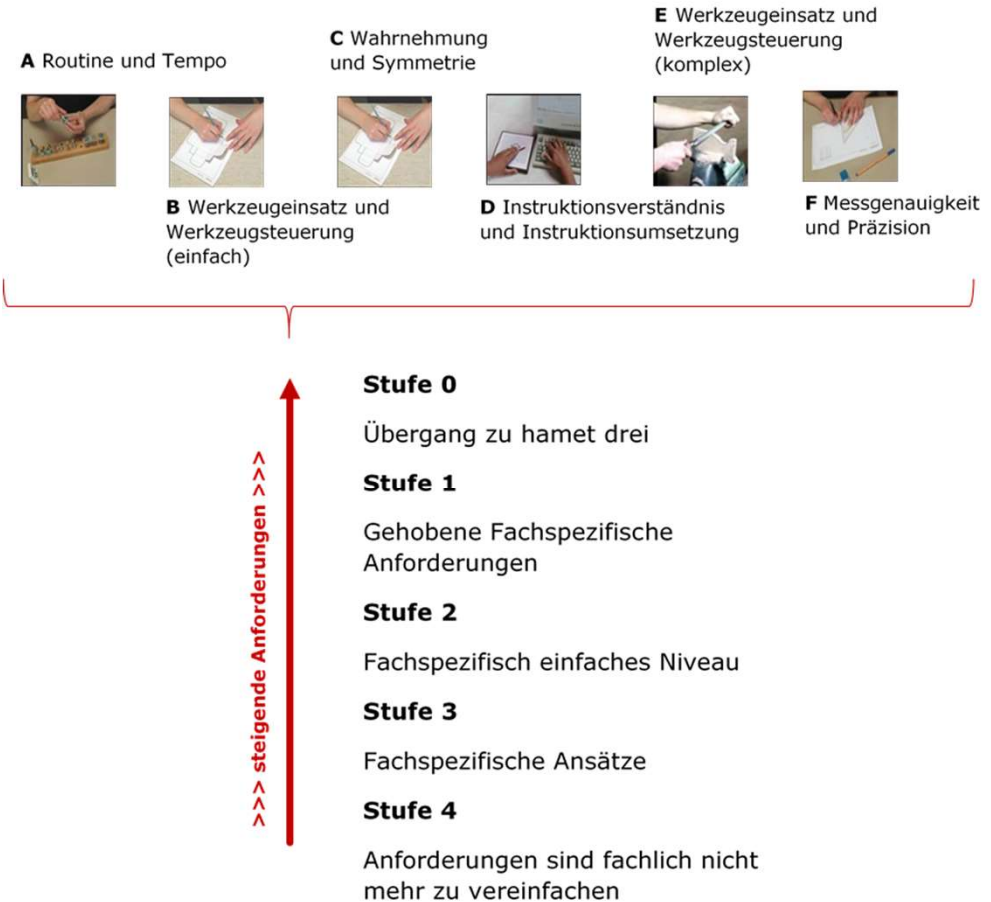 A Routine und Tempo
B Werkzeugeinsatz und
Werkzeugsteuerung
(einfach)
C Wahrnehmung
und Symmetrie
D Instruktionsverständnis
und Instruktionsumsetzung
E Werkzeugeinsatz und
Werkzeugsteuerung
(komplex)
F Messgenauigkeit
und Präzision
>>> steigende Anforderungen >>>
Stufe 0
Übergang zu hamet drei
Stufe 1
Gehobene Fachspezifische
Anforderungen
Stufe 2
Fachspezifisch einfaches Niveau
Stufe 3
Fachspezifische Ansätze
Stufe 4
Anforderungen sind fachlich nicht
mehr zu vereinfachen